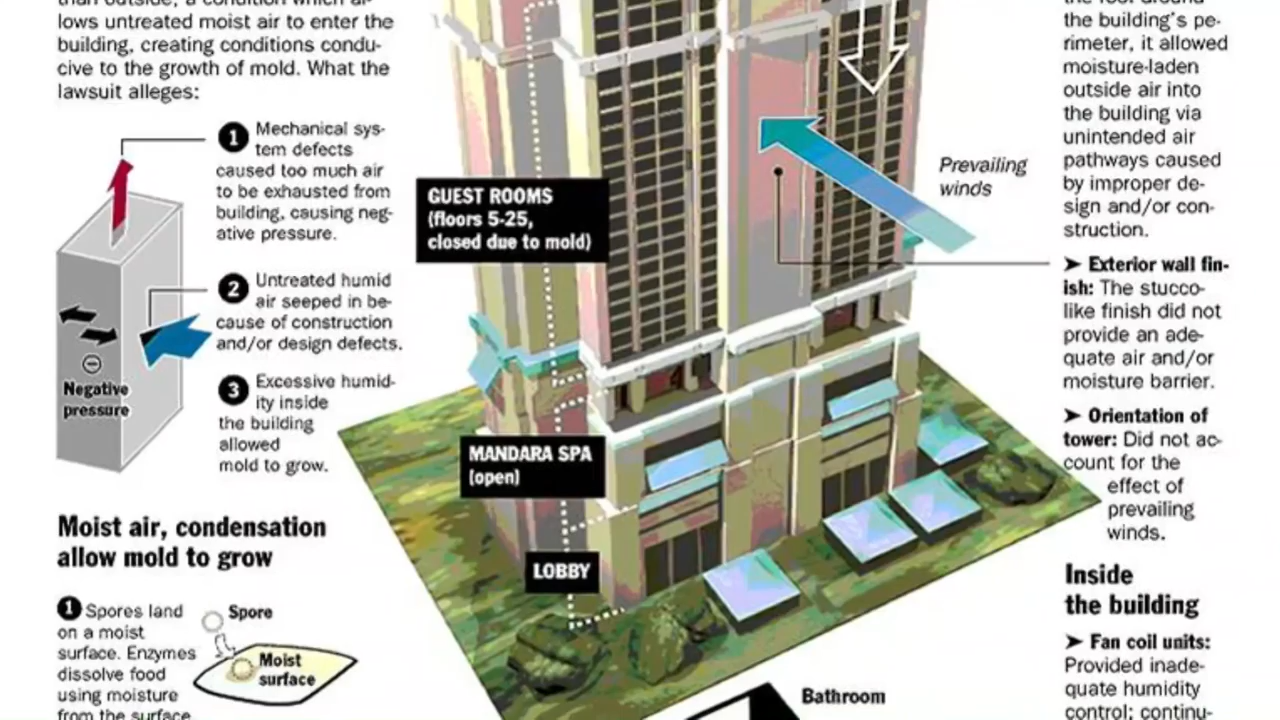 than outside, a condition which al-
lows untreated moist air to enter the
building, creating conditions condu-
cive to the growth of mold. What the
lawsuit alleges:
1 Mechanical sys-
tem defects
caused too much air
to be exhausted from
building, causing neg-
ative pressure.
2 Untreated humid
air seeped in be-
cause of construction
and/or design defects.
3 Excessive humid-
ity inside
the building
allowed
mold to grow.
Negative
pressure
Moist air, condensation
allow mold to grow
1 Spores land
on a moist
surface. Enzymes
dissolve food
using moisture
from the surface.
Spore
Moist
surface
GUEST ROOMS
(floors 5-25,
closed due to mold)
MANDARA SPA
(open)
LOBBY
Prevailing
winds
Bathroom
the roof around
the building's pe-
rimeter, it allowed
moisture-laden
outside air into
the building via
unintended air
pathways caused
by improper de-
sign and/or con-
struction.
➤ Exterior wall fin-
ish: The stucco-
like finish did not
provide an ade-
quate air and/or
moisture barrier.
➤ Orientation of
tower: Did not ac-
count for the
effect of
prevailing
winds.
Inside
the building
➤ Fan coil units:
Provided inade-
quate humidity
control; continu-